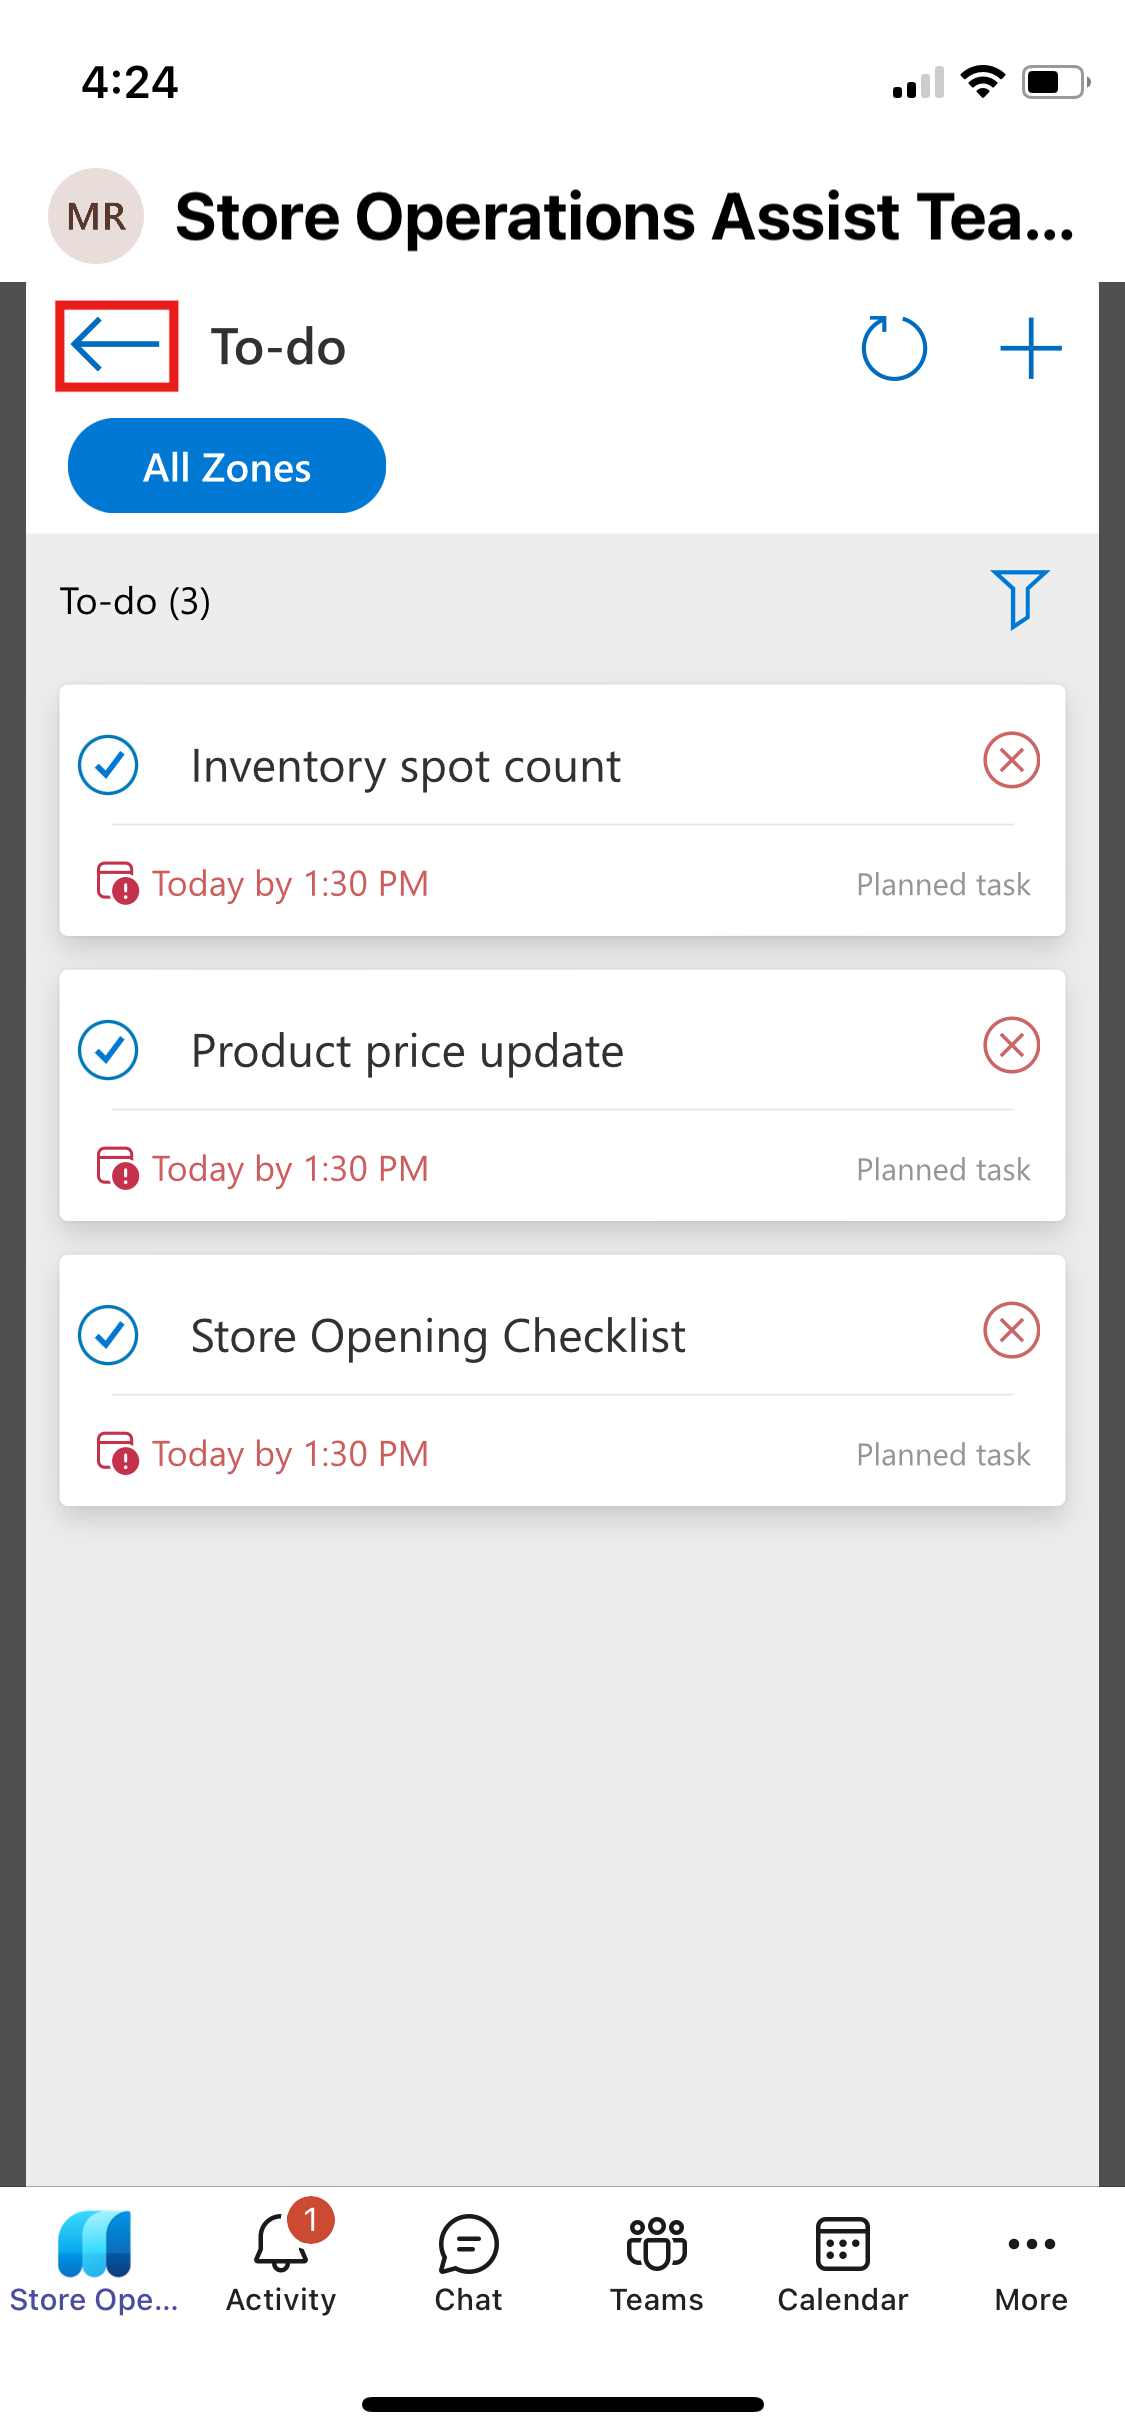 4:24
MR
Store Operations Assist Tea...
To-do
All Zones
To-do (3)
Inventory spot count
Today by 1:30 PM
Planned task
Product price update
Today by 1:30 PM
Planned task
Store Opening Checklist
Today by 1:30 PM
Planned task
1
Store Ope...
Activity
Chat
Teams
Calendar
More